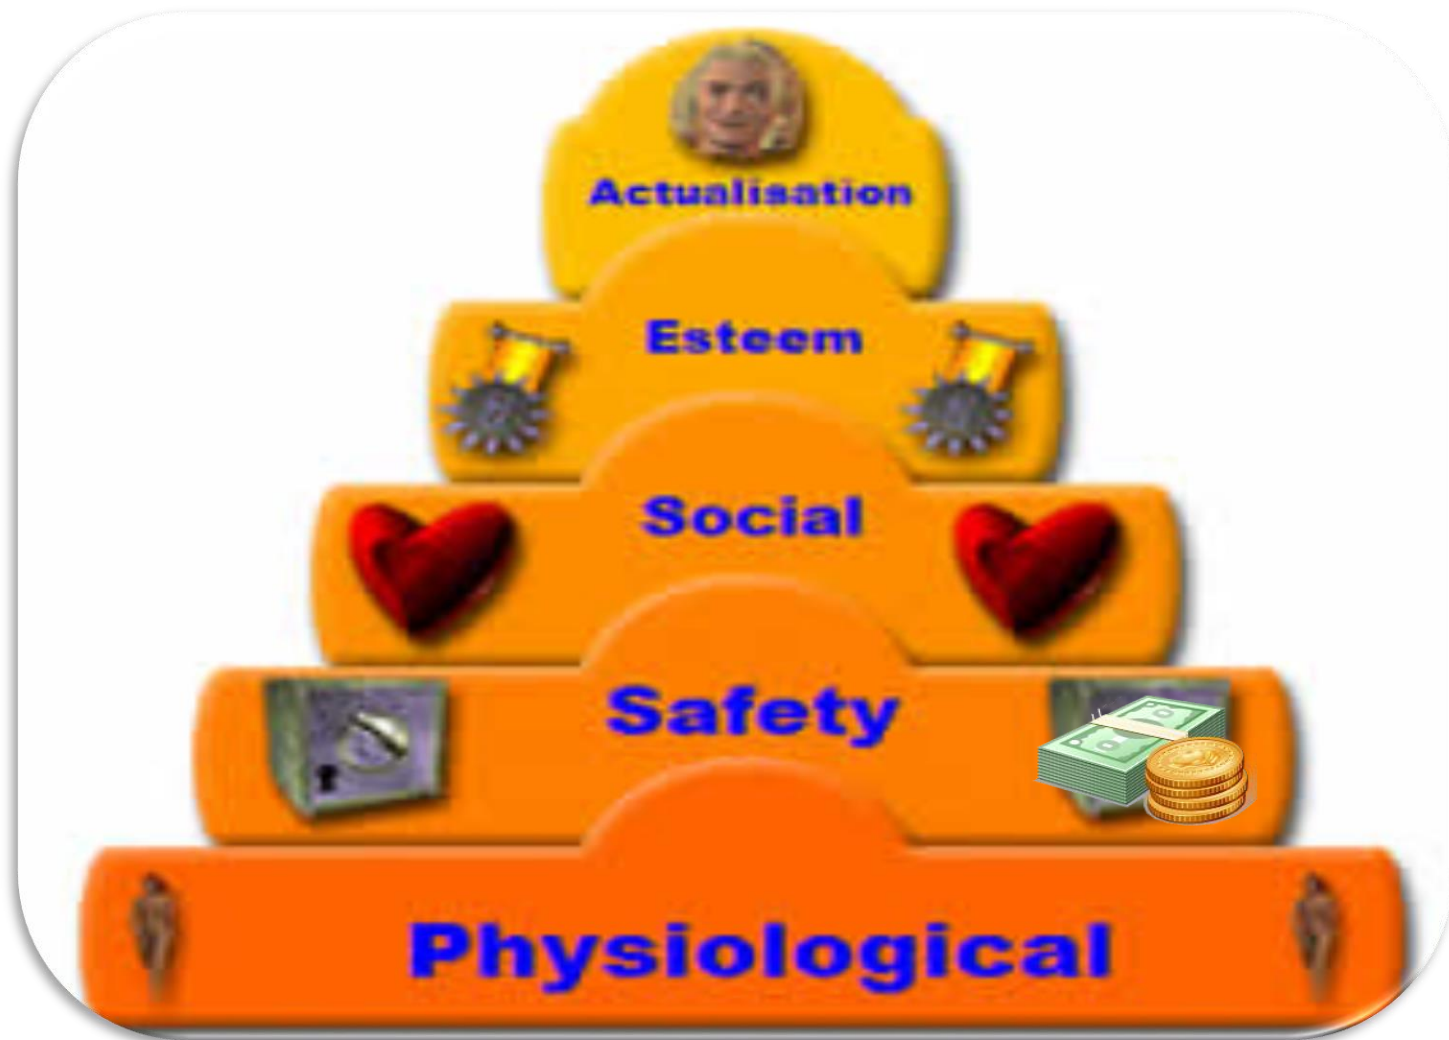 Actualisation
Esteem
Social
Safety
Physiological